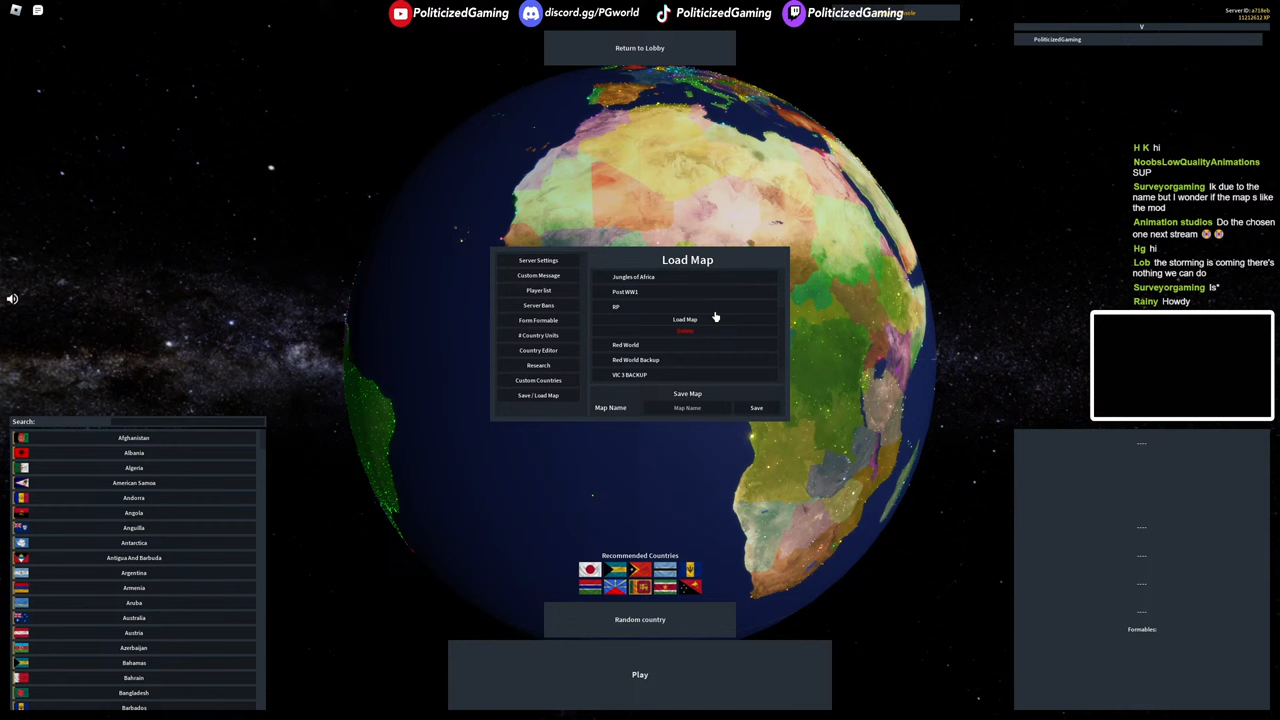 PoliticizedGaming
discord.gg/PGworld
PoliticizedGaming
PoliticizedGaming
Server ID: a718eb
11212612 XP
V
PoliticizedGaming
Return to Lobby
H K hi
NoobsLowQualityAnimations
SUP
Surveyorgaming Ik due to the
name but I wonder if the map s like
the mod
Animation studios Do the chosen
one next stream
Hg hi
Lob the storming is coming there's
nothing we can do
Surveyorgaming Is*
Rainy Howdy
Server Settings
Custom Message
Player list
Server Bans
Form Formable
# Country Units
Country Editor
Research
Custom Countries
Save / Load Map
Load Map
Jungles of Africa
Post WW1
RP
Load Map
Delete
Red World
Red World Backup
VIC 3 BACKUP
Save Map
Map Name
Map Name
Save
Search:
Afghanistan
Albania
Algeria
American Samoa
Andorra
Angola
Anguilla
Antarctica
Antigua And Barbuda
Argentina
Armenia
Aruba
Australia
Austria
Azerbaijan
Bahamas
Bahrain
Bangladesh
Barbados
Recommended Countries
Random country
Play
----
----
----
----
----
Formables: